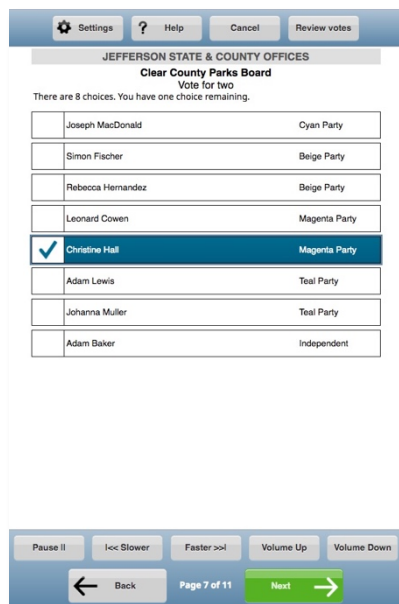 Settings ? Help Cancel Review votes
JEFFERSON STATE & COUNTY OFFICES
Clear County Parks Board
Vote for two
There are 8 choices. You have one choice remaining.
Joseph MacDonald Cyan Party
Simon Fischer Beige Party
Rebecca Hernandez Beige Party
Leonard Cowen Magenta Party
Christine Hall Magenta Party
Adam Lewis Teal Party
Johanna Muller Teal Party
Adam Baker Independent
Pause II I<< Slower Faster >>I Volume Up Volume Down
Back Page 7 of 11 Next